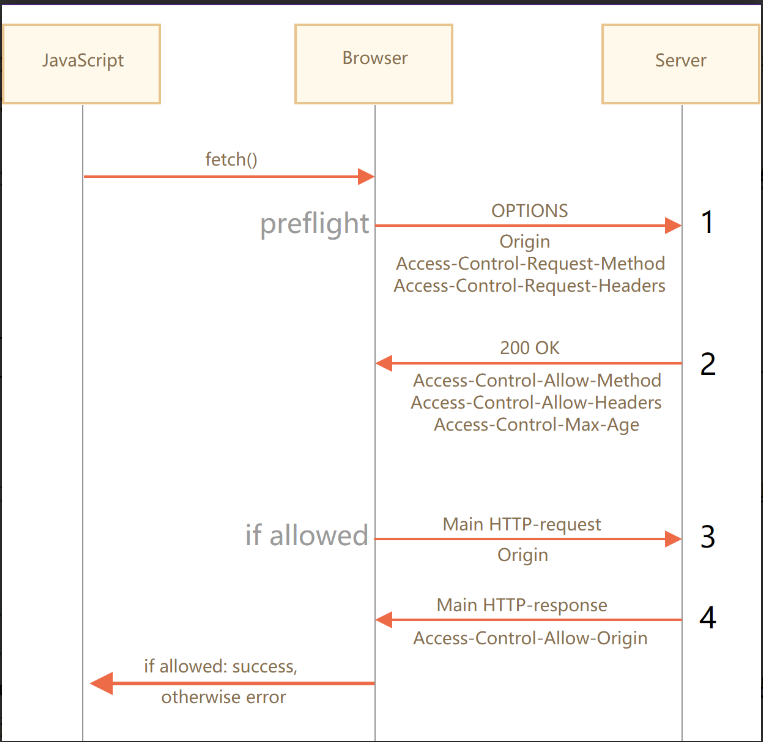 JavaScript
Browser
Server
fetch()
preflight
OPTIONS
1
Origin
Access-Control-Request-Method
Access-Control-Request-Headers
200 OK
2
Access-Control-Allow-Method
Access-Control-Allow-Headers
Access-Control-Max-Age
if allowed
Main HTTP-request
3
Origin
Main HTTP-response
4
Access-Control-Allow-Origin
if allowed: success,
otherwise error